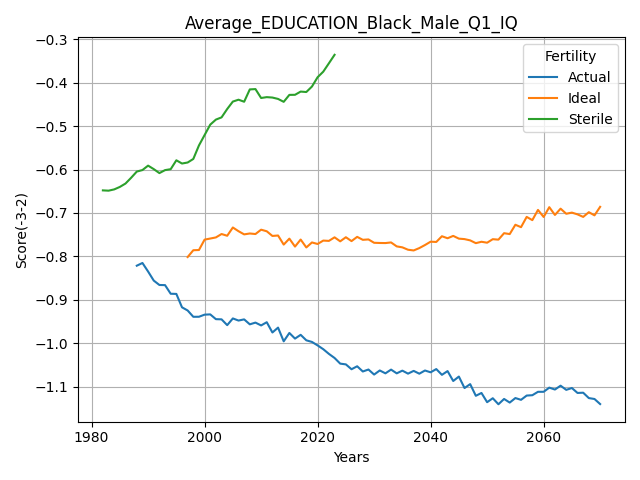 Average_EDUCATION_Black_Male_Q1_IQ
Fertility
Actual
Ideal
Sterile
Score(-3-2)
−0.3
−0.4
−0.5
−0.6
−0.7
−0.8
−0.9
−1.0
−1.1
1980
2000
2020
2040
2060
Years